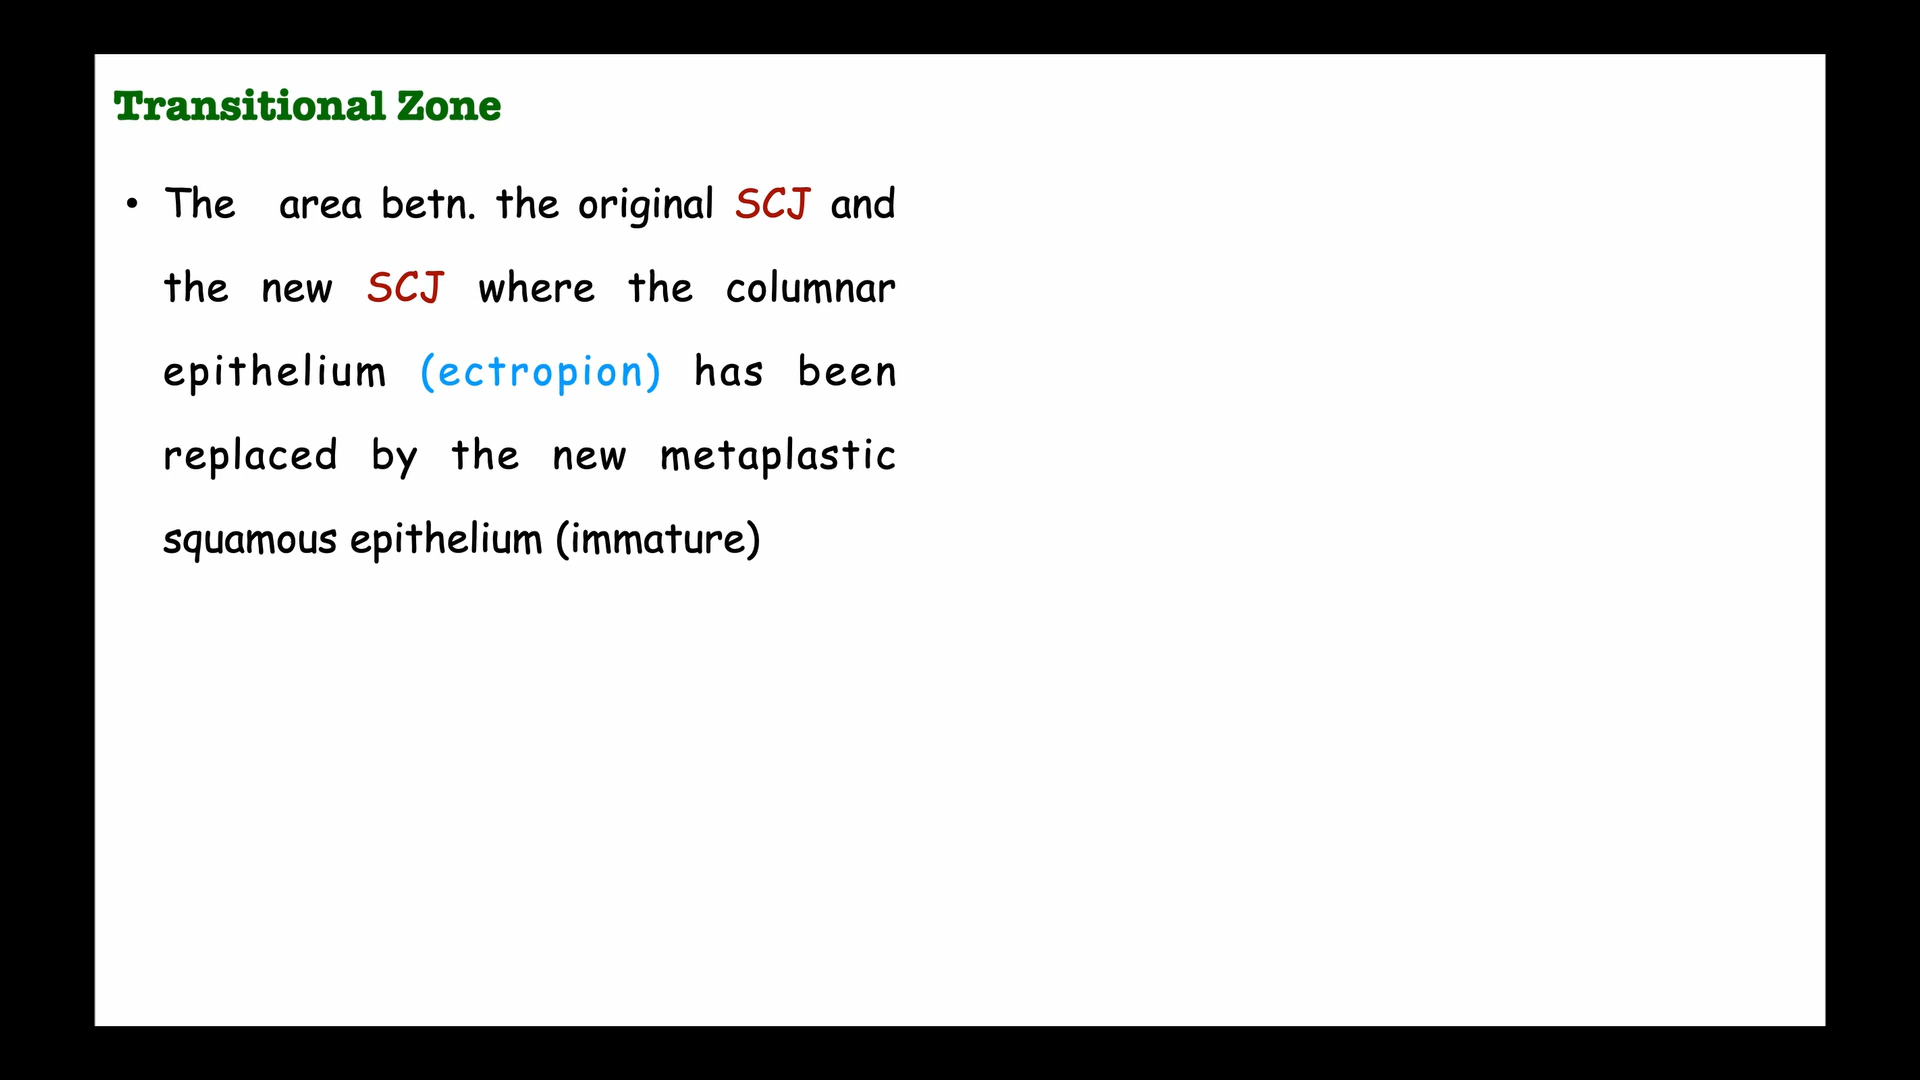 Transitional Zone
• The area betn. the original SCJ and
the new SCJ where the columnar
epithelium (ectropion) has been
replaced by the new metaplastic
squamous epithelium (immature)